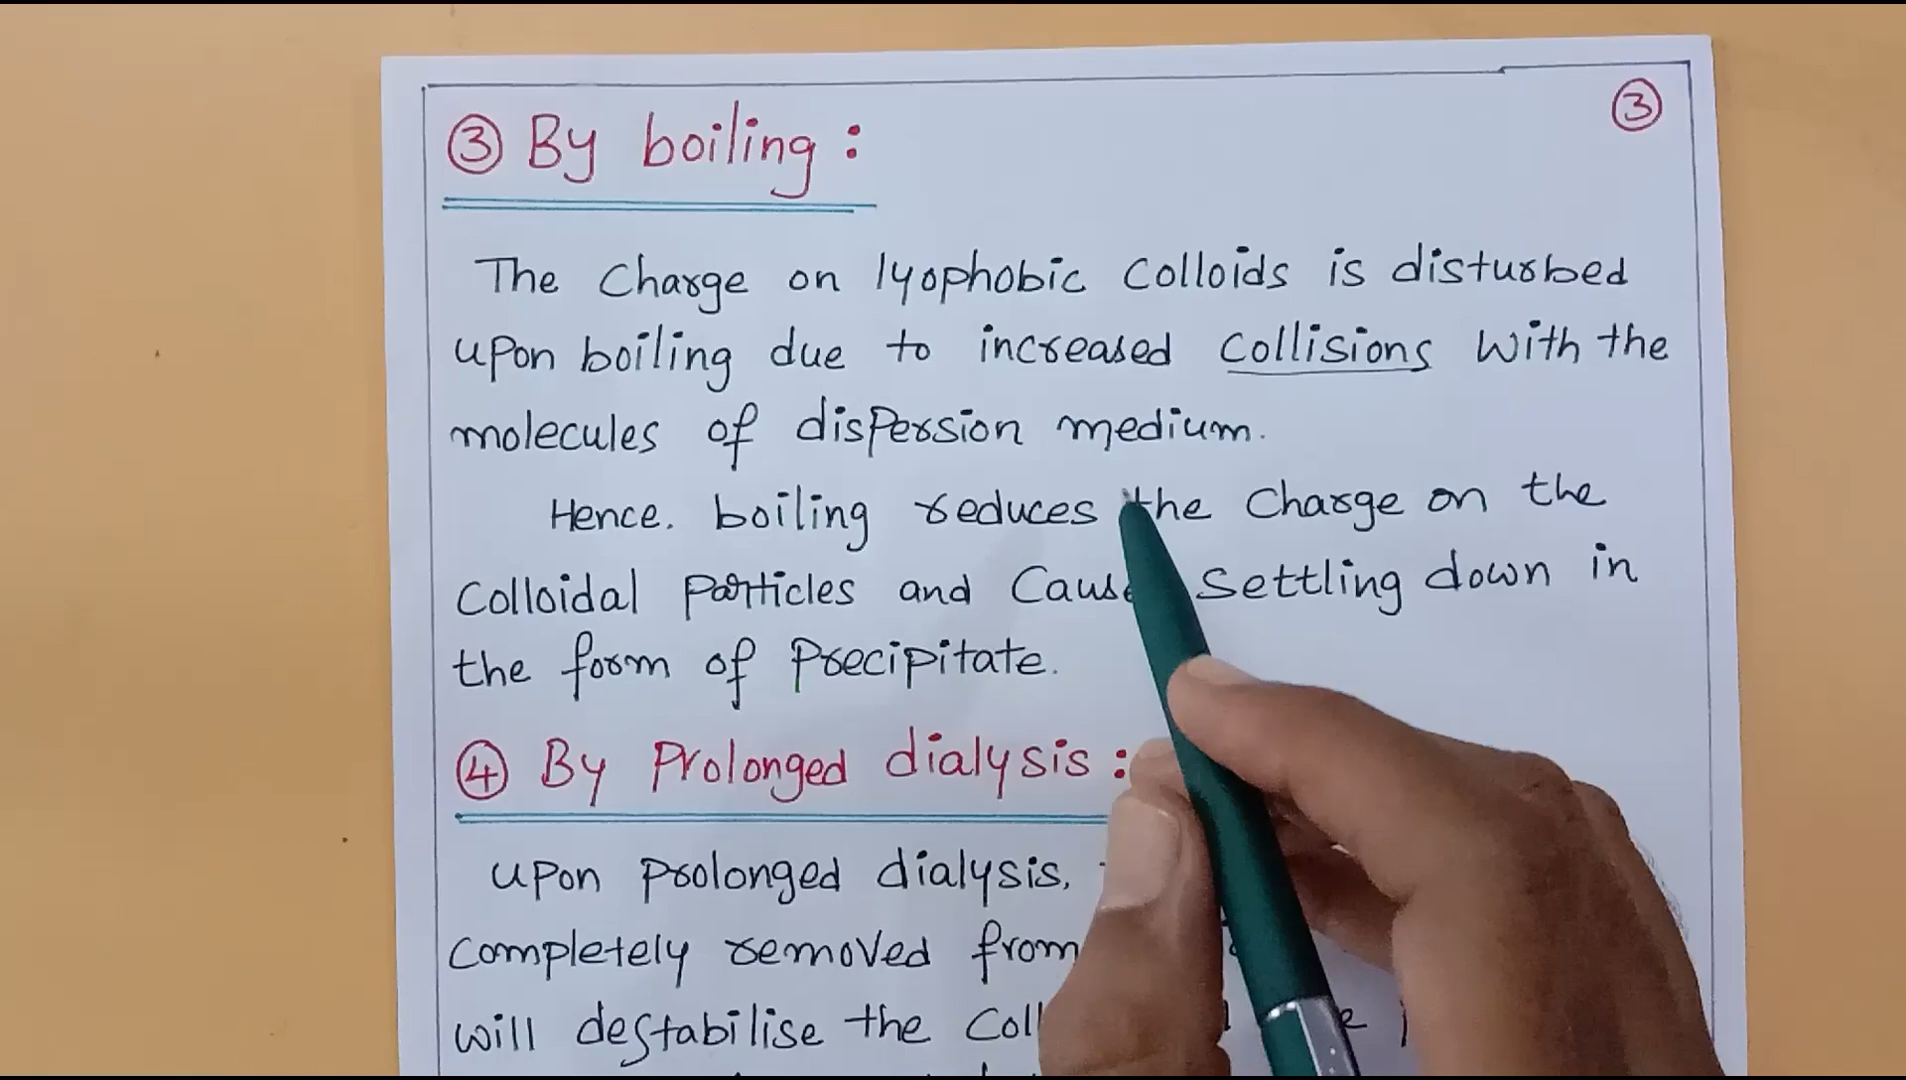 ③ By boiling :
③
The Charge on lyophobic Colloids is disturbed
upon boiling due to increased collisions with the
molecules of dispersion medium.
Hence. boiling reduces the Charge on the
Colloidal Particles and Cause Settling down in
the form of Precipitate.
④ By Prolonged dialysis :
upon prolonged dialysis,
completely removed from
will destabilise the